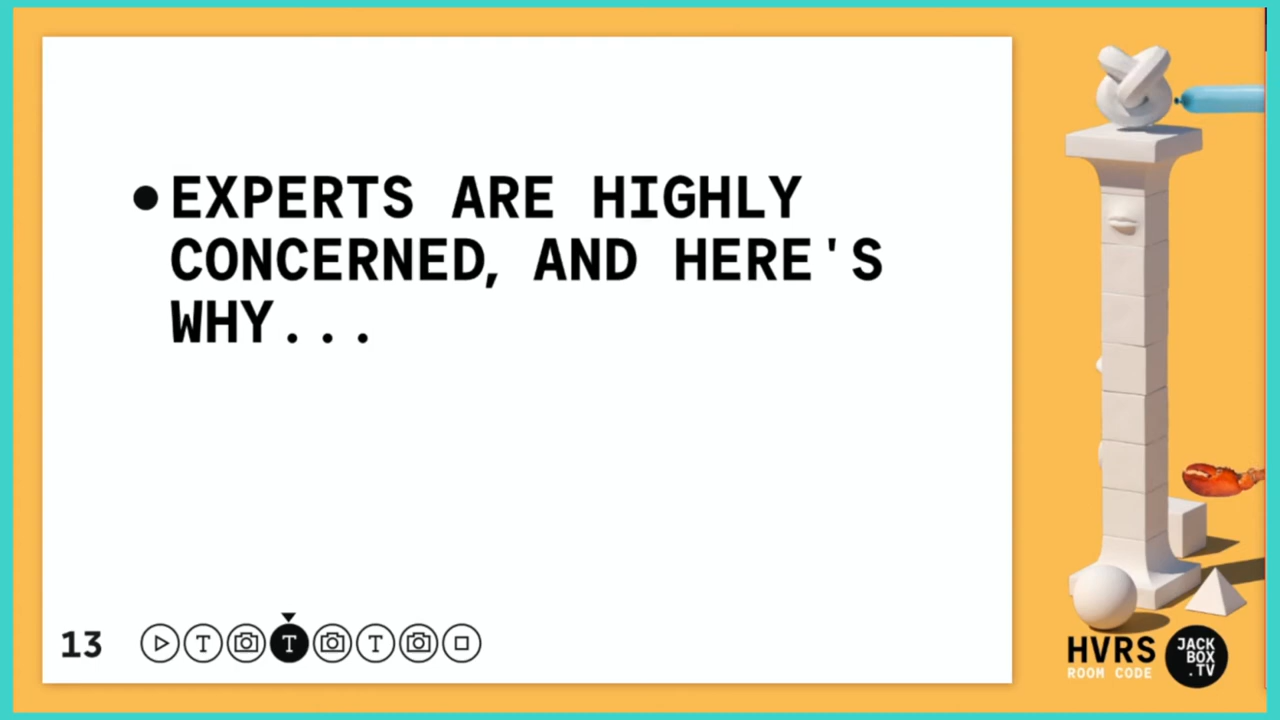 ●EXPERTS ARE HIGHLY
CONCERNED, AND HERE'S
WHY...
13
T
T
T
HVRS
ROOM CODE
JACK
BOX
.TV